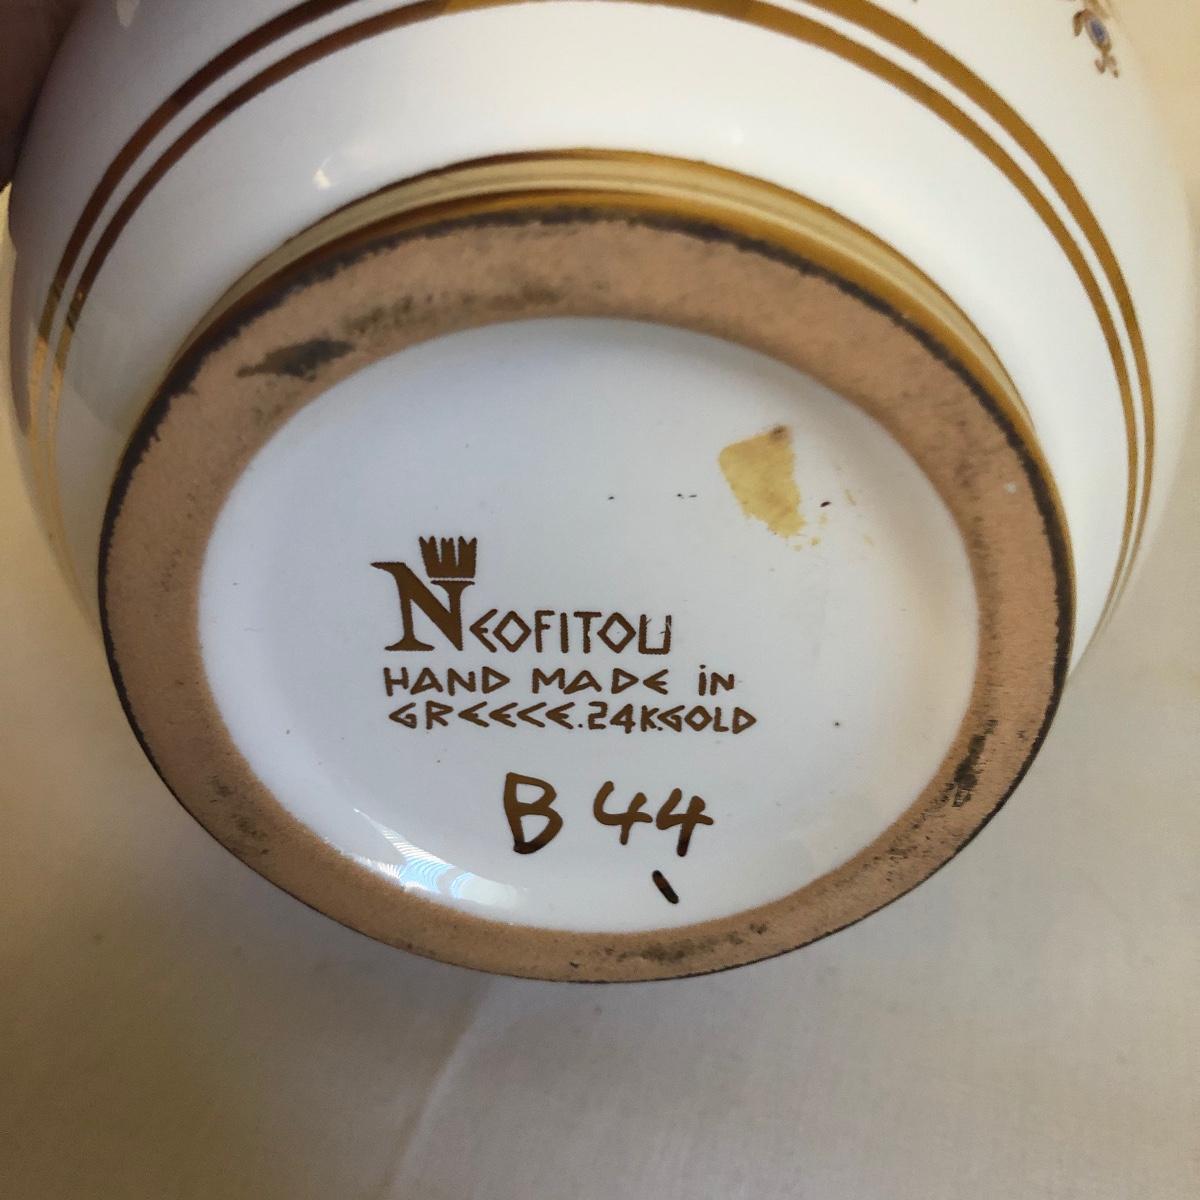 NEOFITOU
HAND MADE iN
GREECE.24K.GOLD
B 44